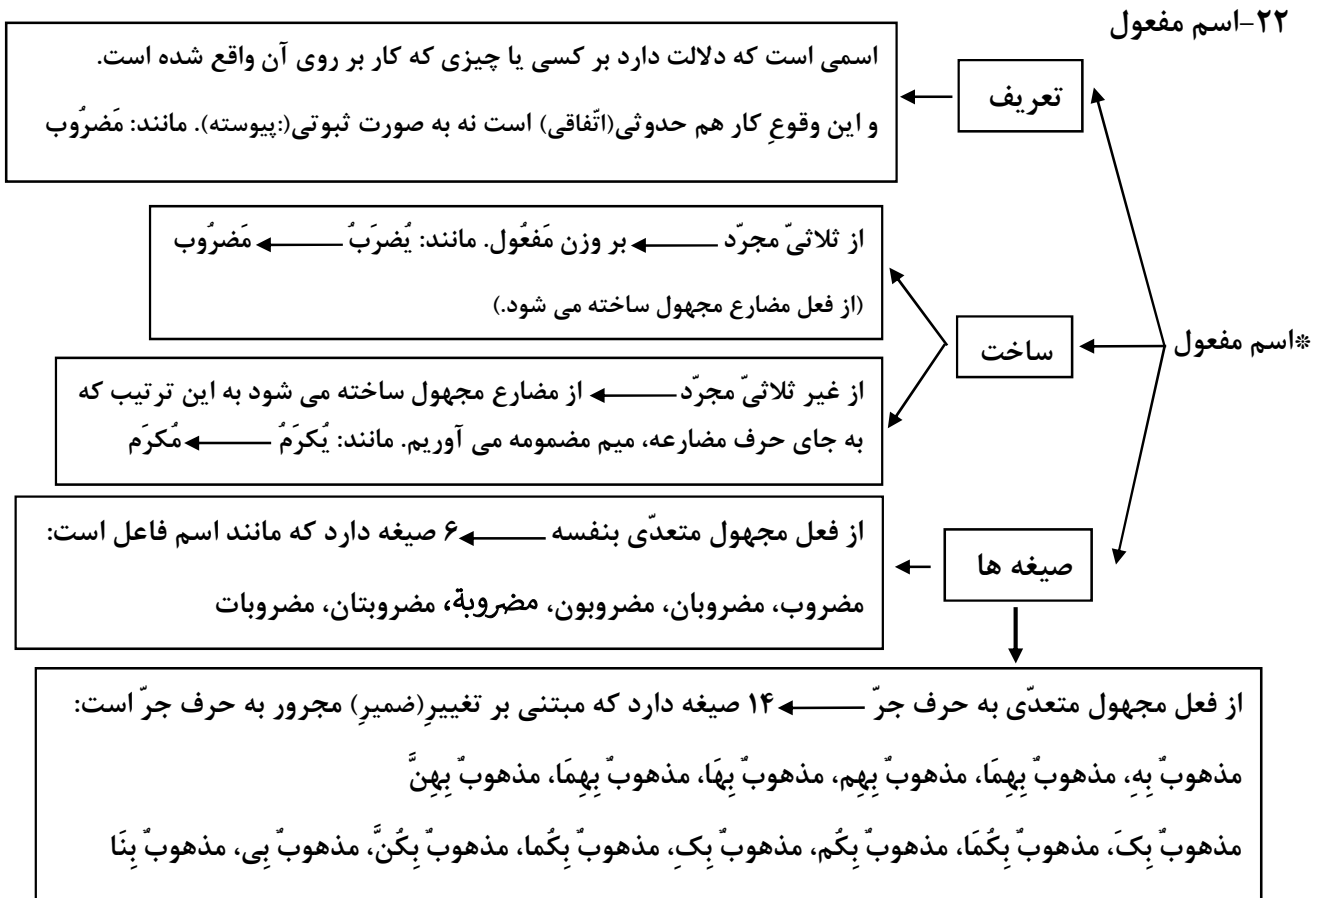 ۲۲-اسم مفعول
تعریف
اسمی است که دلالت دارد بر کسی یا چیزی که کار بر روی آن واقع شده است.
و این وقوعِ کار هم حدوثی(اتّفاقی) است نه به صورت ثبوتی(:پیوسته). مانند: مَضرُوب
*اسم مفعول
ساخت
از ثلاثیّ مجرّد ← بر وزن مَفعُول. مانند: یُضرَبُ ← مَضرُوب
(از فعل مضارع مجهول ساخته می شود.)
از غیر ثلاثیّ مجرّد ← از مضارع مجهول ساخته می شود به این ترتیب که
به جای حرف مضارعه، میم مضمومه می آوریم. مانند: یُکرَمُ ← مُکرَم
صیغه ها
از فعل مجهول متعدّی بنفسه ← ۶ صیغه دارد که مانند اسم فاعل است:
مضروب، مضروبان، مضروبون، مضروبة، مضروبتان، مضروبات
از فعل مجهول متعدّی به حرف جرّ ← ۱۴ صیغه دارد که مبتنی بر تغییرِ(ضمیرِ) مجرور به حرف جرّ است:
مذهوبٌ بِهِ، مذهوبٌ بِهِمَا، مذهوبٌ بِهِم، مذهوبٌ بِهَا، مذهوبٌ بِهِمَا، مذهوبٌ بِهِنَّ
مذهوبٌ بِکَ، مذهوبٌ بِکُمَا، مذهوبٌ بِکُم، مذهوبٌ بِکِ، مذهوبٌ بِکُما، مذهوبٌ بِکُنَّ، مذهوبٌ بِی، مذهوبٌ بِنَا